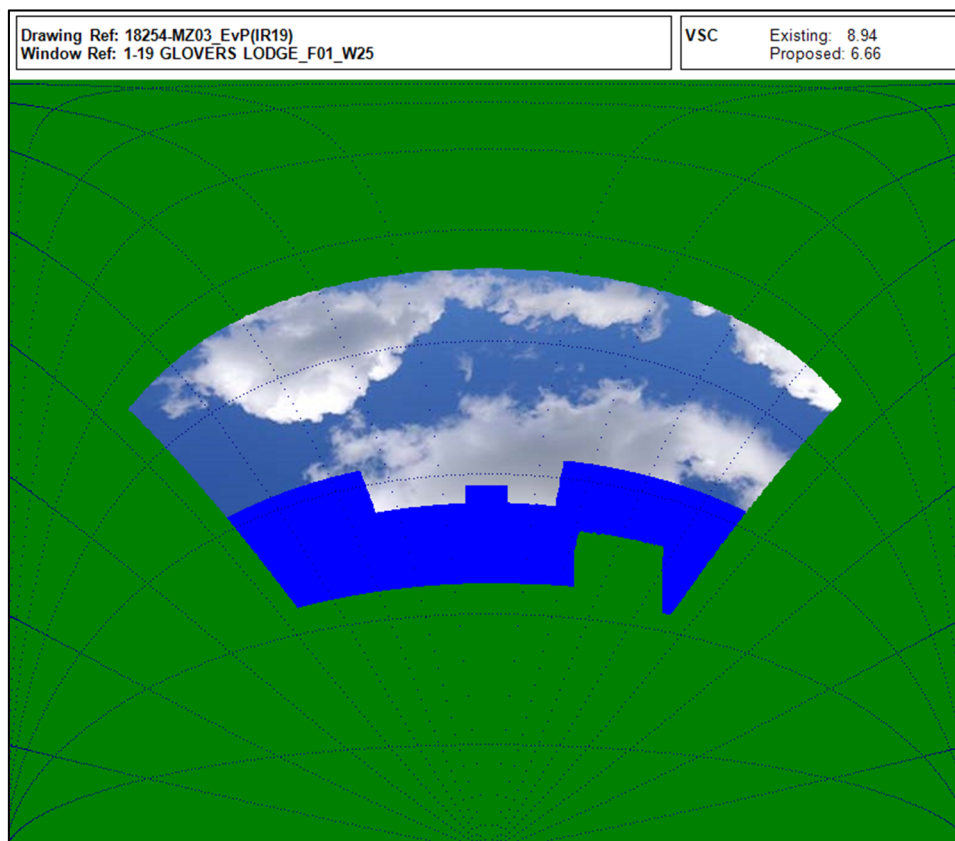 Drawing Ref: 18254-MZ03_EvP(IR19)
Window Ref: 1-19 GLOVERS LODGE_F01_W25
VSC Existing: 8.94
Proposed: 6.66